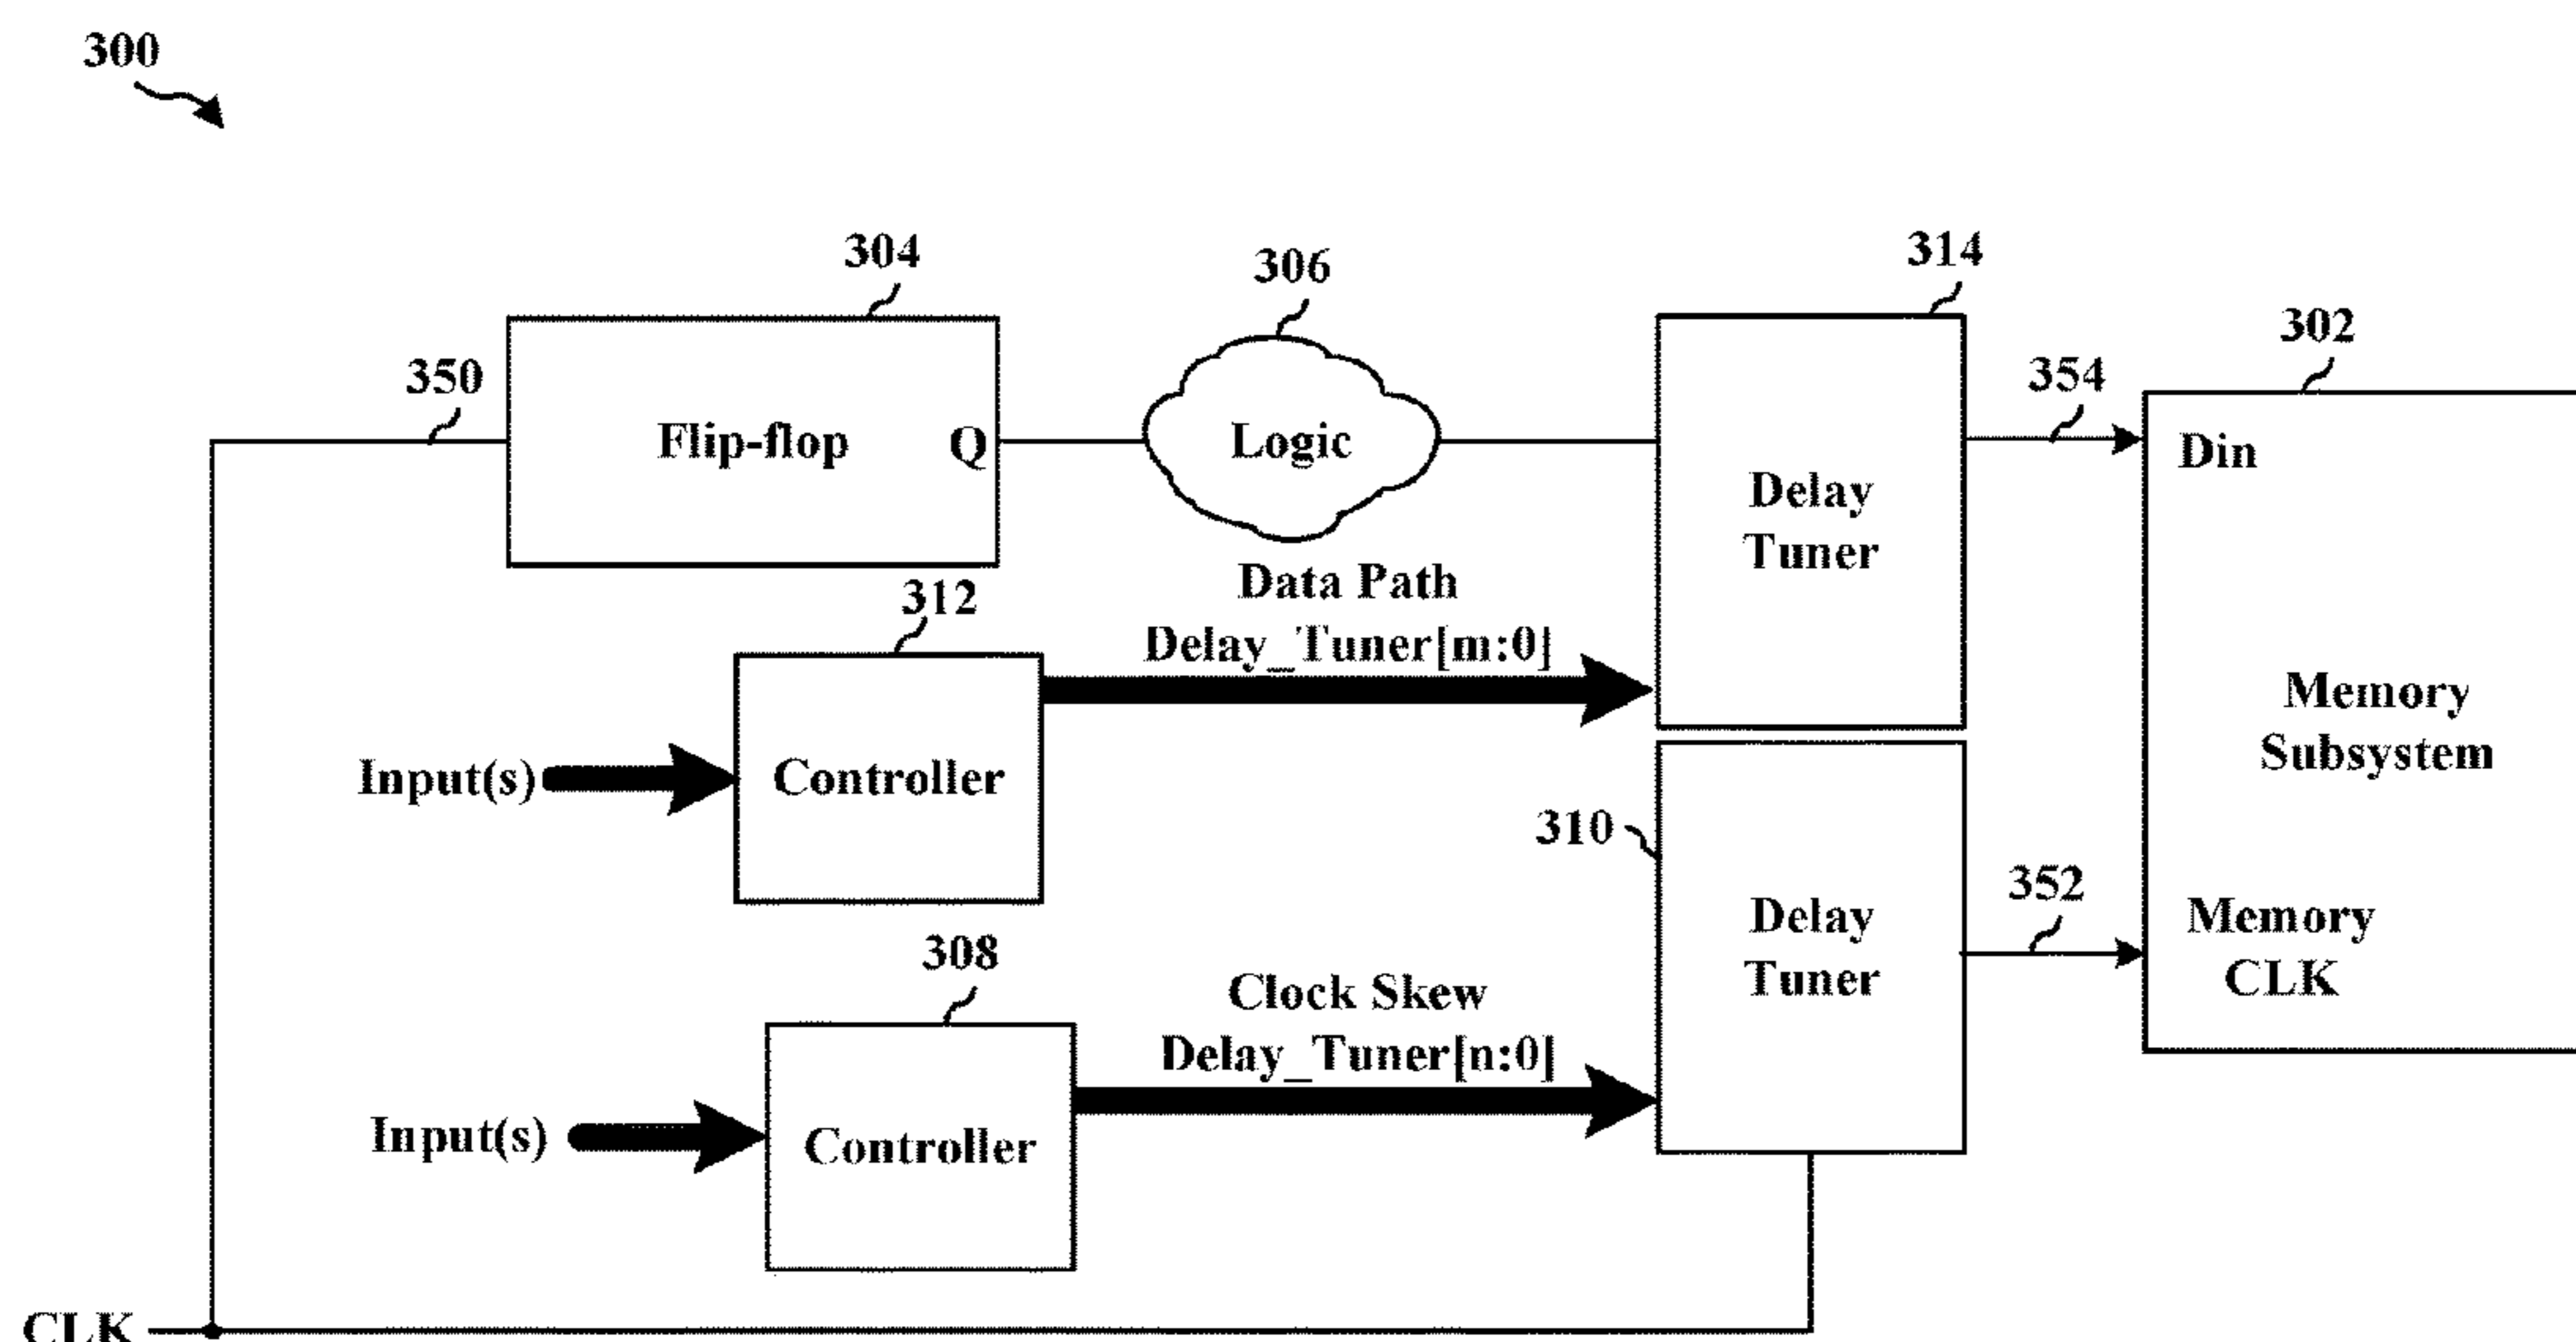 300
304
306
314
302
350
354
Flip-flop
Q
Logic
Din
Delay
Tuner
312
Data Path
Delay_Tuner[m:0]
Memory
Subsystem
Input(s)
Controller
310
308
Clock Skew
Delay_Tuner[n:0]
Delay
Tuner
352
Memory
CLK
Input(s)
Controller
CLK